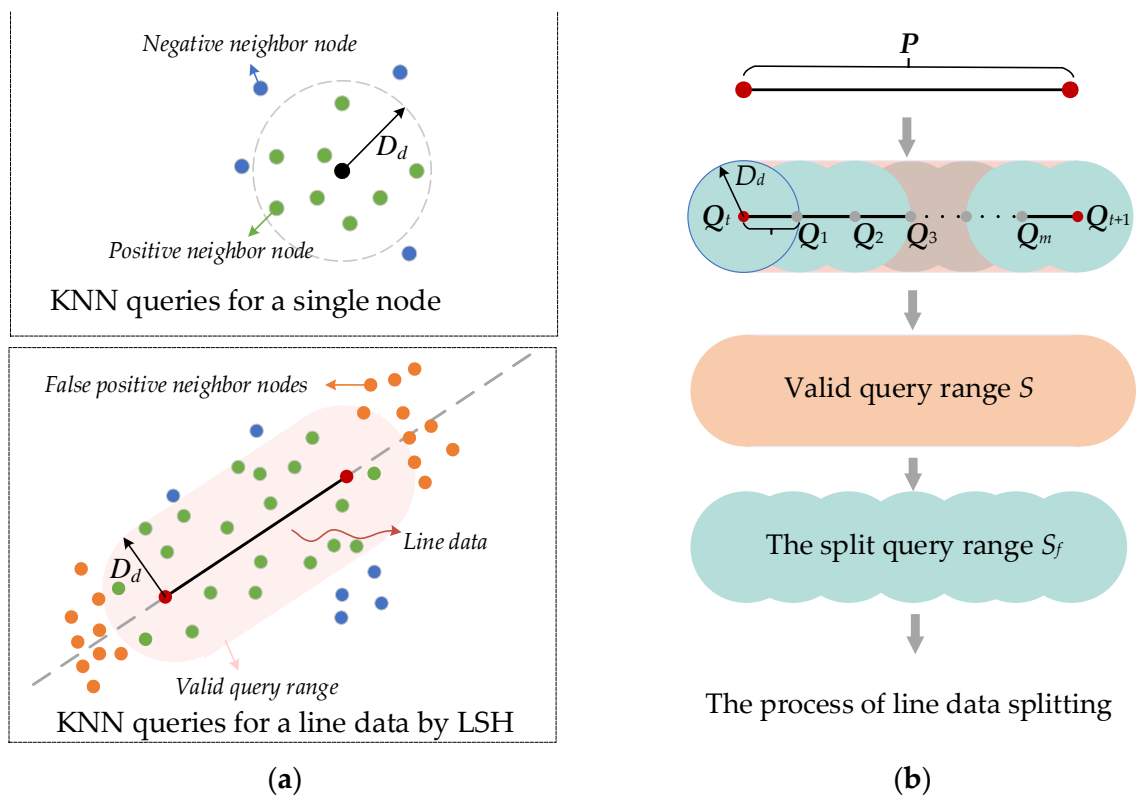 Negative neighbor node
D_d
Positive neighbor node
KNN queries for a single node
False positive neighbor nodes
Line data
D_d
Valid query range
KNN queries for a line data by LSH
(a)
P
D_d
Q_t Q_1 Q_2 Q_3 Q_m Q_{t+1}
Valid query range S
The split query range S_f
The process of line data splitting
(b)